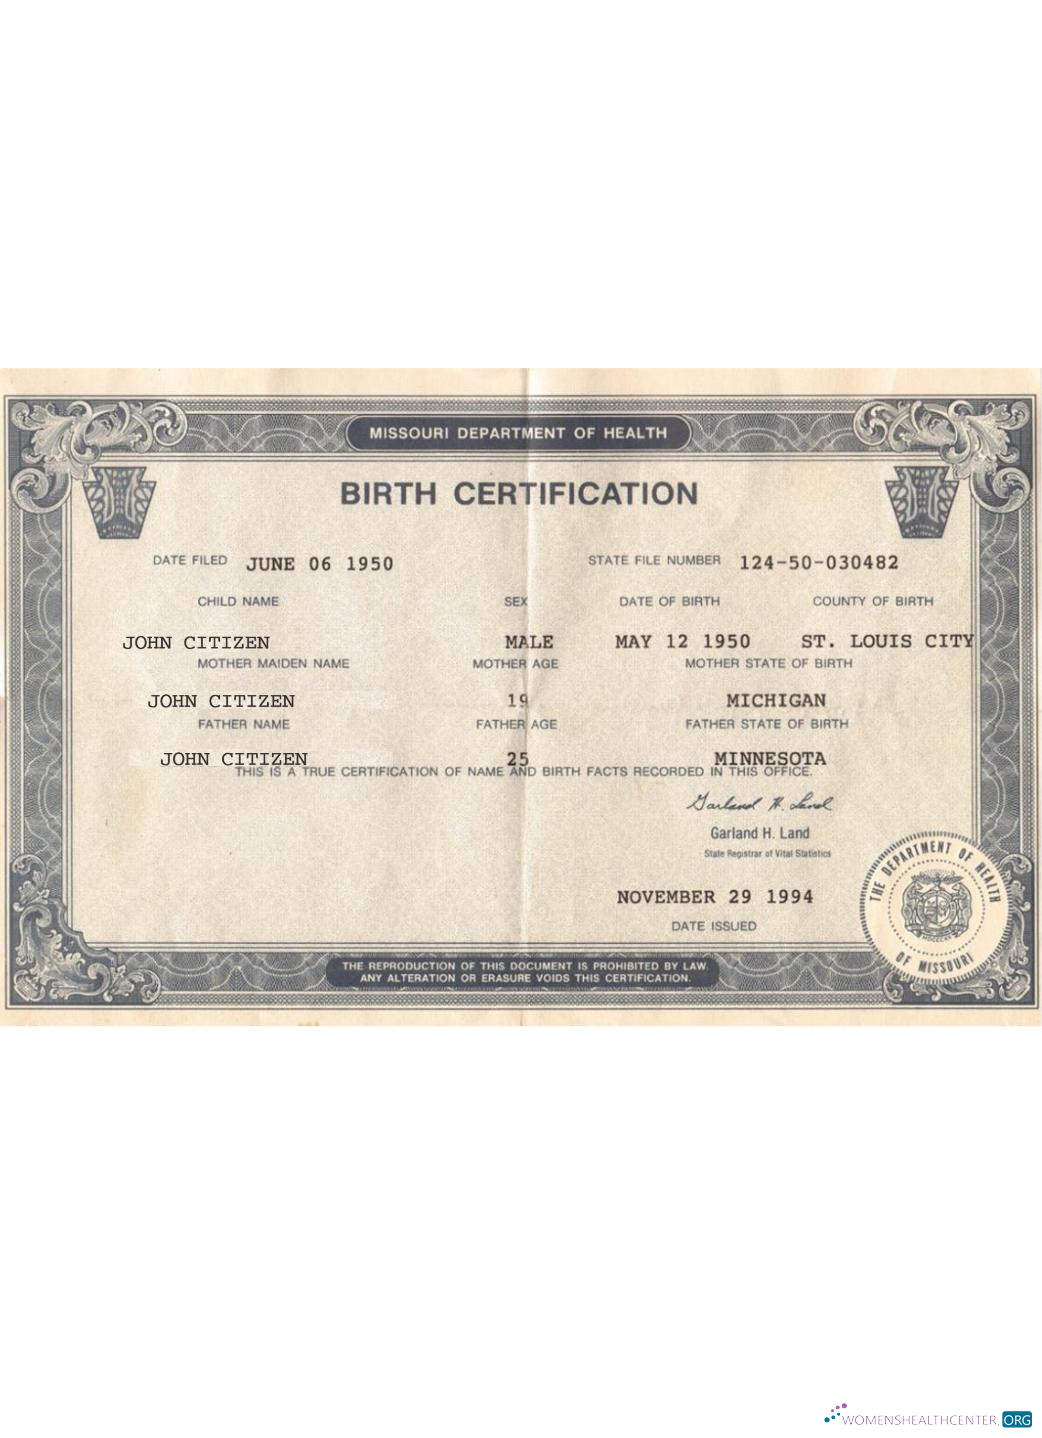 MISSOURI DEPARTMENT OF HEALTH
BIRTH CERTIFICATION
DATE FILED JUNE 06 1950 STATE FILE NUMBER 124-50-030482
CHILD NAME SEX DATE OF BIRTH COUNTY OF BIRTH
JOHN CITIZEN MALE MAY 12 1950 ST. LOUIS CITY
MOTHER MAIDEN NAME MOTHER AGE MOTHER STATE OF BIRTH
JOHN CITIZEN 19 MICHIGAN
FATHER NAME FATHER AGE FATHER STATE OF BIRTH
JOHN CITIZEN 25 MINNESOTA
THIS IS A TRUE CERTIFICATION OF NAME AND BIRTH FACTS RECORDED IN THIS OFFICE.
Garland H. Land
Garland H. Land
State Registrar of Vital Statistics
NOVEMBER 29 1994
DATE ISSUED
THE DEPARTMENT OF HEALTH
OF MISSOURI
THE REPRODUCTION OF THIS DOCUMENT IS PROHIBITED BY LAW.
ANY ALTERATION OR ERASURE VOIDS THIS CERTIFICATION.
WOMENSHEALTHCENTER.ORG